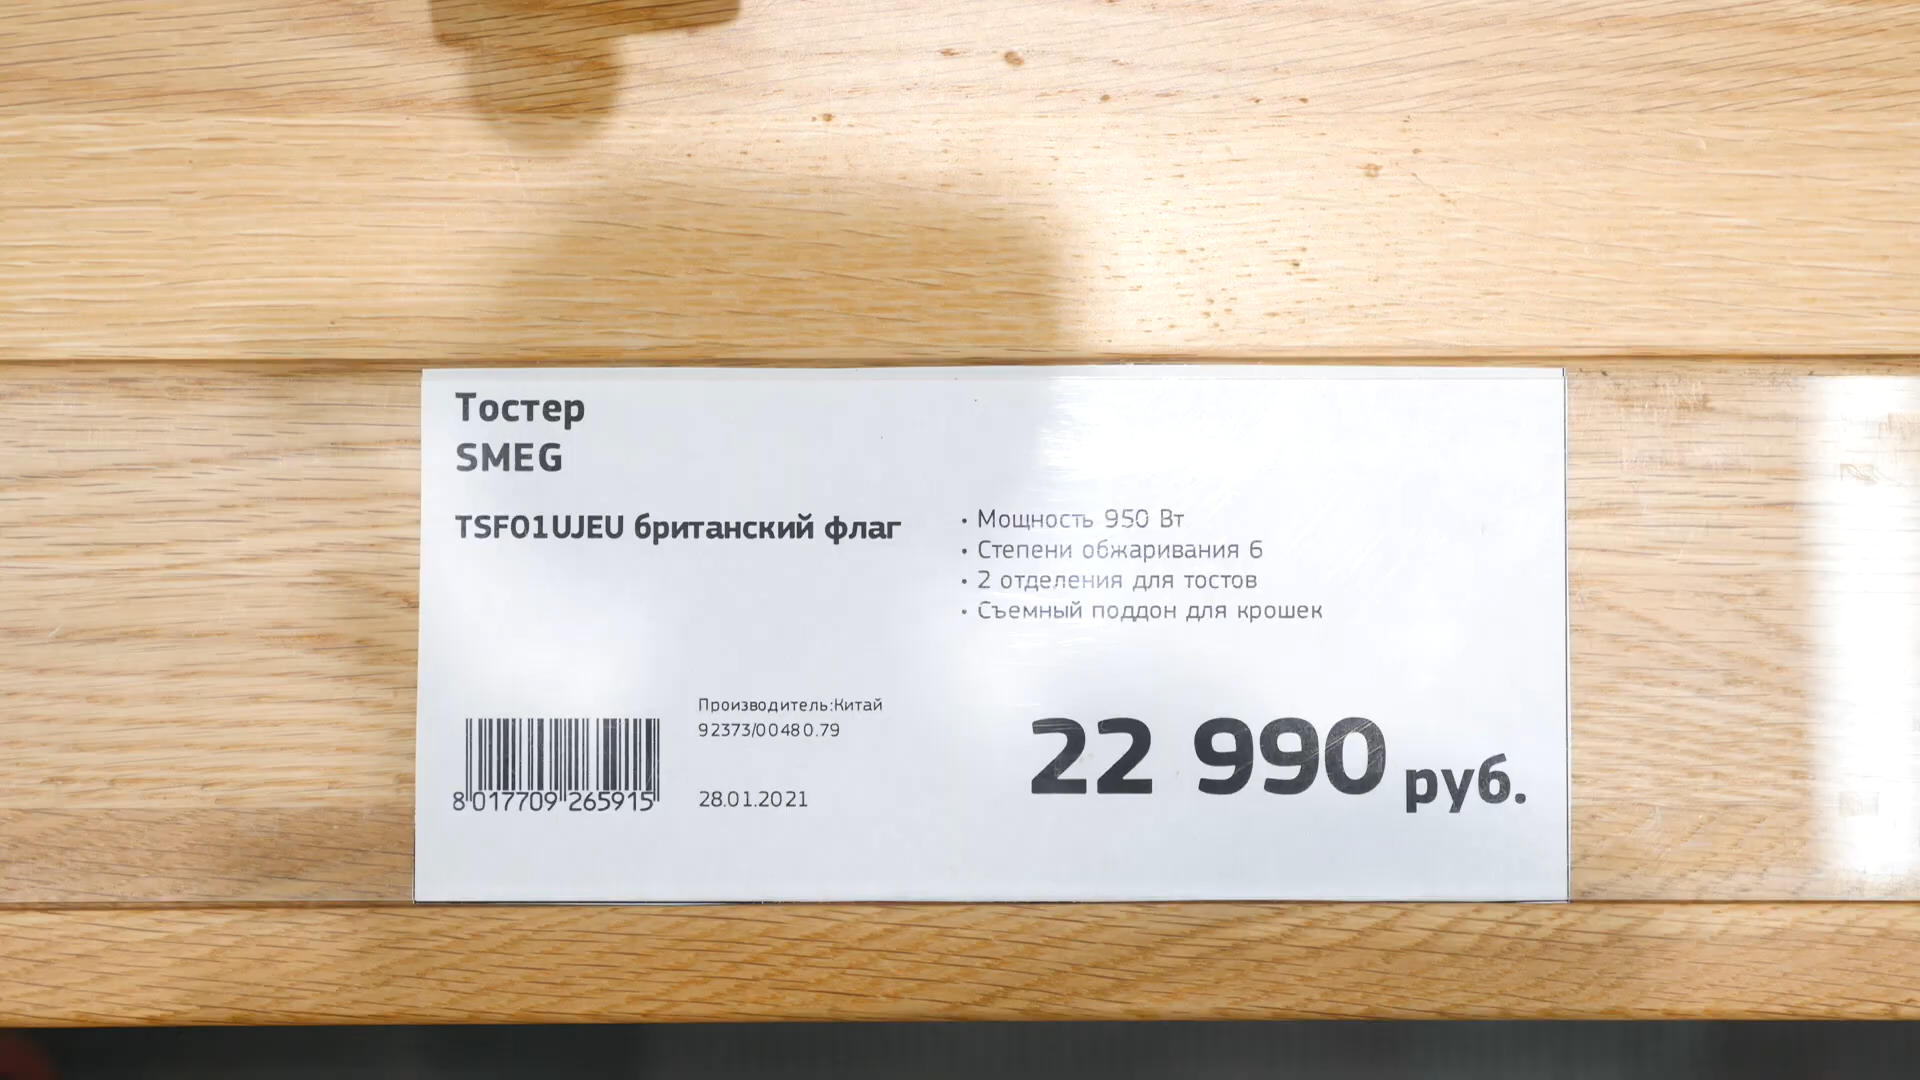 Тостер
SMEG
TSF01UJEU британский флаг
• Мощность 950 Вт
• Степени обжаривания 6
• 2 отделения для тостов
• Съемный поддон для крошек
Производитель:Китай
92373/00480.79
28.01.2021
8 017709 265915
22 990 руб.